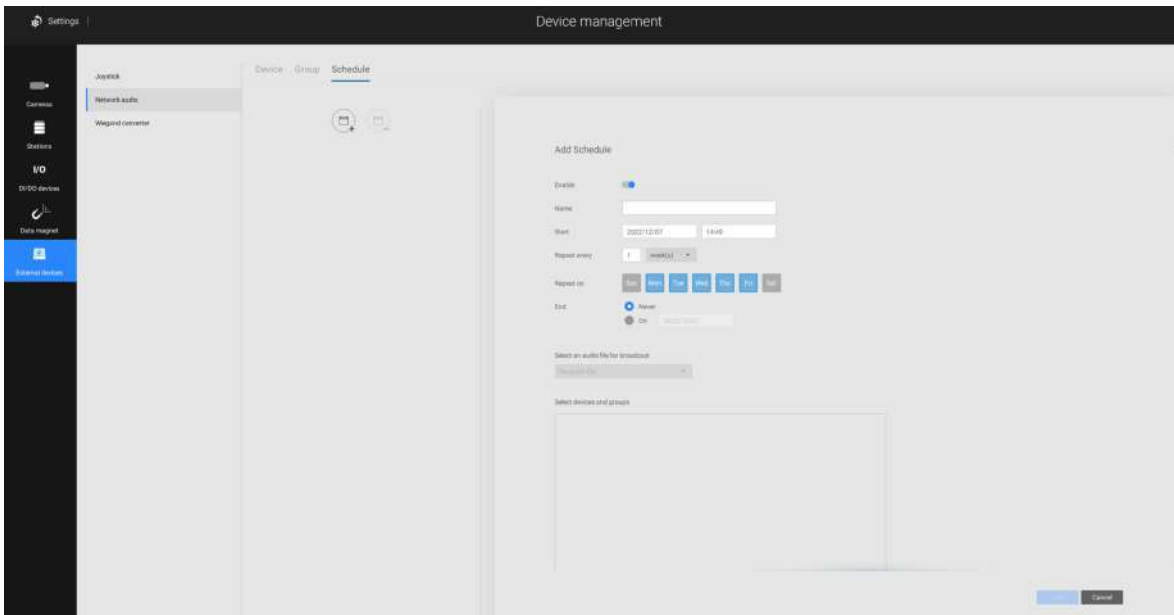 Settings
Device management
Cameras
Stations
I/O
DI/DO devices
Data magnet
External devices
Joystick
Network audio
Wiegand converter
Device Group Schedule
Add Schedule
Enable
Name
Start 2022/12/07 14:49
Repeat every 1 week(s)
Repeat on Sun Mon Tue Wed Thu Fri Sat
End Never
On
Select an audio file for broadcast
Select devices and groups
Cancel